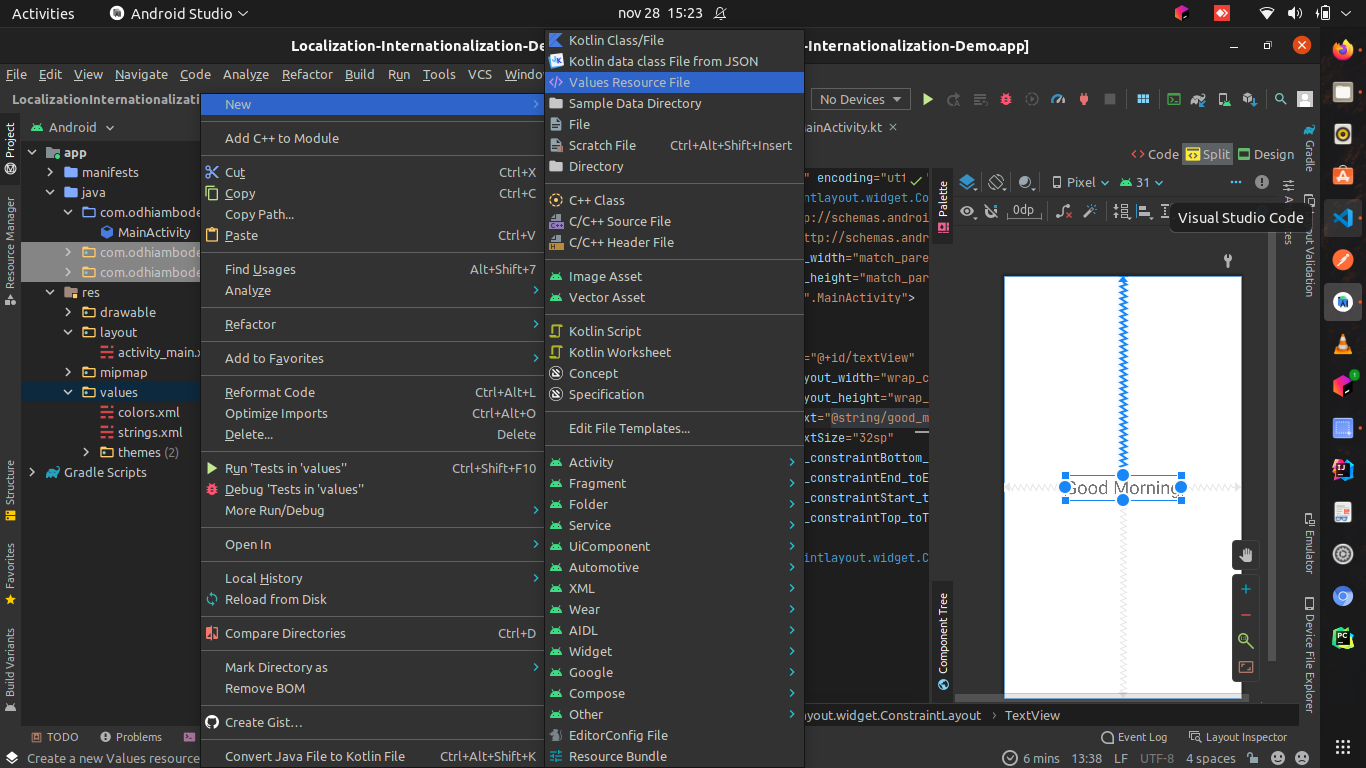 Activities
Android Studio
nov 28 15:23
Localization-Internationalization-De
-Internationalization-Demo.app]
File Edit View Navigate Code Analyze Refactor Build Run Tools VCS Windo
LocalizationInternationalizati
No Devices
Android
MainActivity.kt
app
manifests
java
com.odhiambode
MainActivity
com.odhiambode
com.odhiambode
res
drawable
layout
activity_main.x
mipmap
values
colors.xml
strings.xml
themes (2)
Gradle Scripts
Project
Resource Manager
Structure
Favorites
Build Variants
New
Add C++ to Module
Cut Ctrl+X
Copy Ctrl+C
Copy Path...
Paste Ctrl+V
Find Usages Alt+Shift+7
Analyze
Refactor
Add to Favorites
Reformat Code Ctrl+Alt+L
Optimize Imports Ctrl+Alt+O
Delete... Delete
Run 'Tests in 'values'' Ctrl+Shift+F10
Debug 'Tests in 'values''
More Run/Debug
Open In
Local History
Reload from Disk
Compare Directories Ctrl+D
Mark Directory as
Remove BOM
Create Gist...
Convert Java File to Kotlin File Ctrl+Alt+Shift+K
Kotlin Class/File
Kotlin data class File from JSON
Values Resource File
Sample Data Directory
File
Scratch File Ctrl+Alt+Shift+Insert
Directory
C++ Class
C/C++ Source File
C/C++ Header File
Image Asset
Vector Asset
Kotlin Script
Kotlin Worksheet
Concept
Specification
Edit File Templates...
Activity
Fragment
Folder
Service
UiComponent
Automotive
XML
Wear
AIDL
Widget
Google
Compose
Other
EditorConfig File
Resource Bundle
Code Split Design
" encoding="utf
ntlayout.widget.Co
tp://schemas.androi
ttp://schemas.andr
_width="match_pare
_height="match_par
".MainActivity">
="@+id/textView"
yout_width="wrap_c
yout_height="wrap_
xt="@string/good_m
xtSize="32sp"
_constraintBottom_
_constraintEnd_toE
_constraintStart_t
_constraintTop_toT
intlayout.widget.C
Palette
Component Tree
Pixel
31
0dp
Visual Studio Code
Good Morning
Gradle
Layout Validation
Emulator
Device File Explorer
ayout.widget.ConstraintLayout
TextView
TODO
Problems
Event Log
Layout Inspector
Create a new Values resource
6 mins 13:38 LF UTF-8 4 spaces